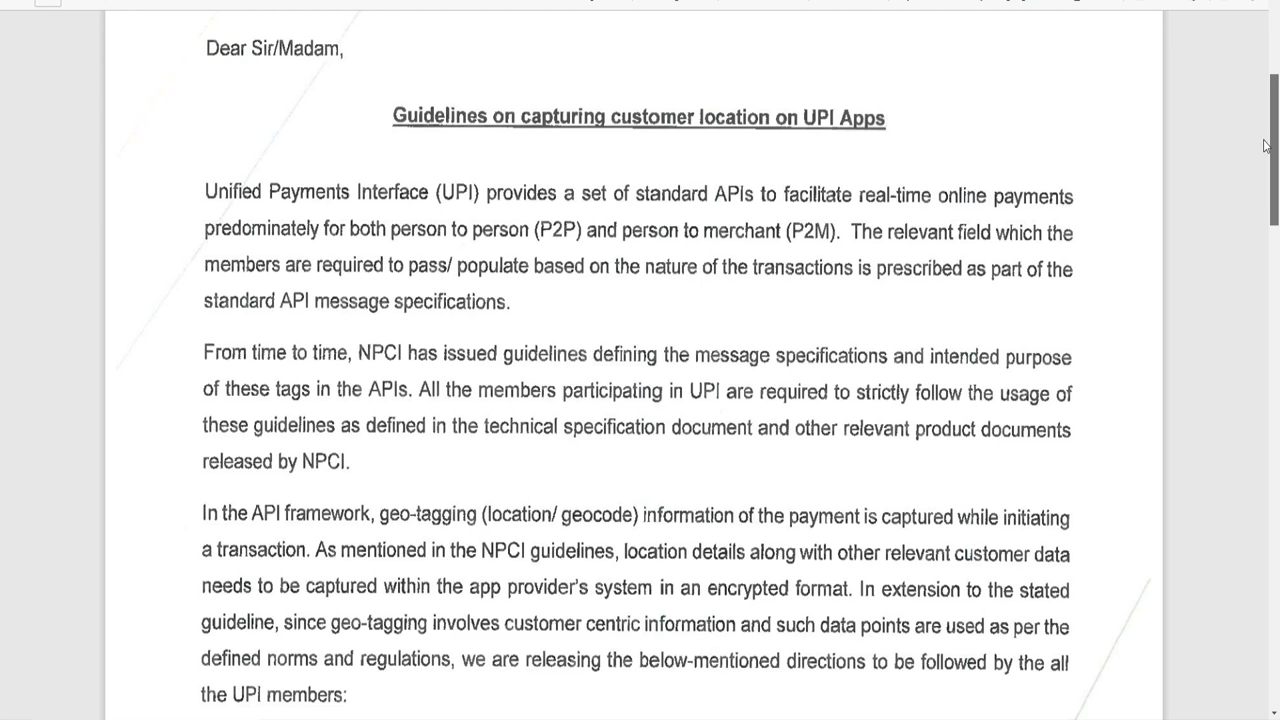 Dear Sir/Madam,
Guidelines on capturing customer location on UPI Apps
Unified Payments Interface (UPI) provides a set of standard APIs to facilitate real-time online payments
predominately for both person to person (P2P) and person to merchant (P2M). The relevant field which the
members are required to pass/ populate based on the nature of the transactions is prescribed as part of the
standard API message specifications.
From time to time, NPCI has issued guidelines defining the message specifications and intended purpose
of these tags in the APIs. All the members participating in UPI are required to strictly follow the usage of
these guidelines as defined in the technical specification document and other relevant product documents
released by NPCI.
In the API framework, geo-tagging (location/ geocode) information of the payment is captured while initiating
a transaction. As mentioned in the NPCI guidelines, location details along with other relevant customer data
needs to be captured within the app provider's system in an encrypted format. In extension to the stated
guideline, since geo-tagging involves customer centric information and such data points are used as per the
defined norms and regulations, we are releasing the below-mentioned directions to be followed by the all
the UPI members: